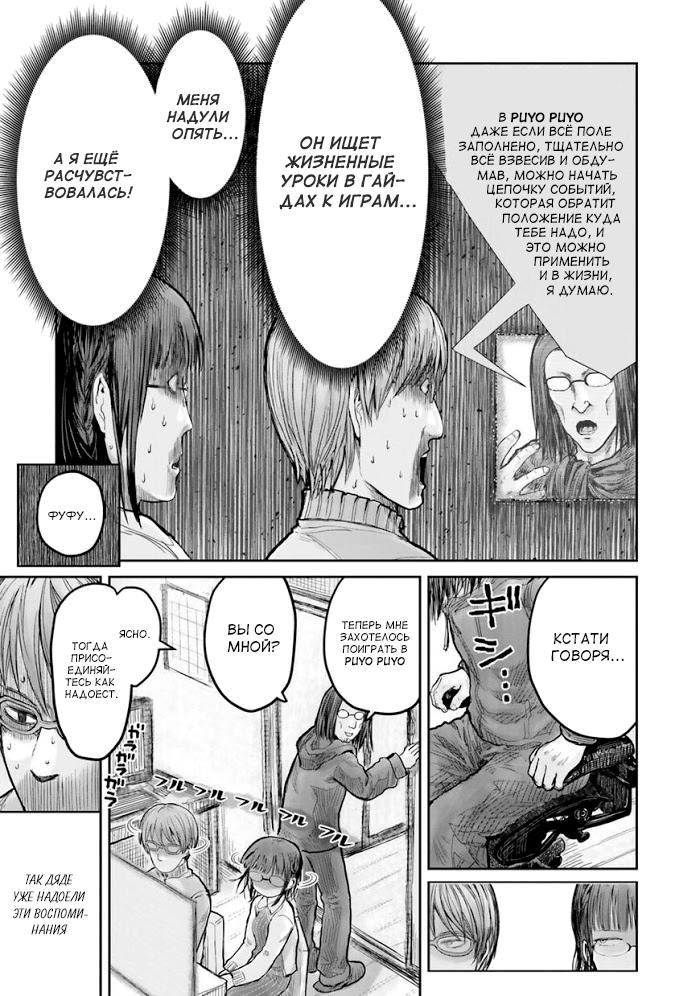 В PUYO PUYO
ДАЖЕ ЕСЛИ ВСЁ ПОЛЕ
ЗАПОЛНЕНО, ТЩАТЕЛЬНО
ВСЁ ВЗВЕСИВ И ОБДУ-
МАВ, МОЖНО НАЧАТЬ
ЦЕПОЧКУ СОБЫТИЙ,
КОТОРАЯ ОБРАТИТ
ПОЛОЖЕНИЕ КУДА
ТЕБЕ НАДО, И
ЭТО МОЖНО
ПРИМЕНИТЬ
И В ЖИЗНИ,
Я ДУМАЮ.
ОН ИЩЕТ
ЖИЗНЕННЫЕ
УРОКИ В ГАЙ-
ДАХ К ИГРАМ...
МЕНЯ
НАДУЛИ
ОПЯТЬ...
А Я ЕЩЁ
РАСЧУВСТ-
ВОВАЛАСЬ!
ФУФУ...
КСТАТИ
ГОВОРЯ...
ギシ...
ТЕПЕРЬ МНЕ
ЗАХОТЕЛОСЬ
ПОИГРАТЬ В
PUYO PUYO
ВЫ СО
МНОЙ?
フルフルフルフルフル
ガラガラガラ
ЯСНО.
ТОГДА
ПРИСО-
ЕДИНЯЙ-
ТЕСЬ КАК
НАДОЕСТ.
ТАК ДЯДЕ
УЖЕ НАДОЕЛИ
ЭТИ ВОСПОМИ-
НАНИЯ